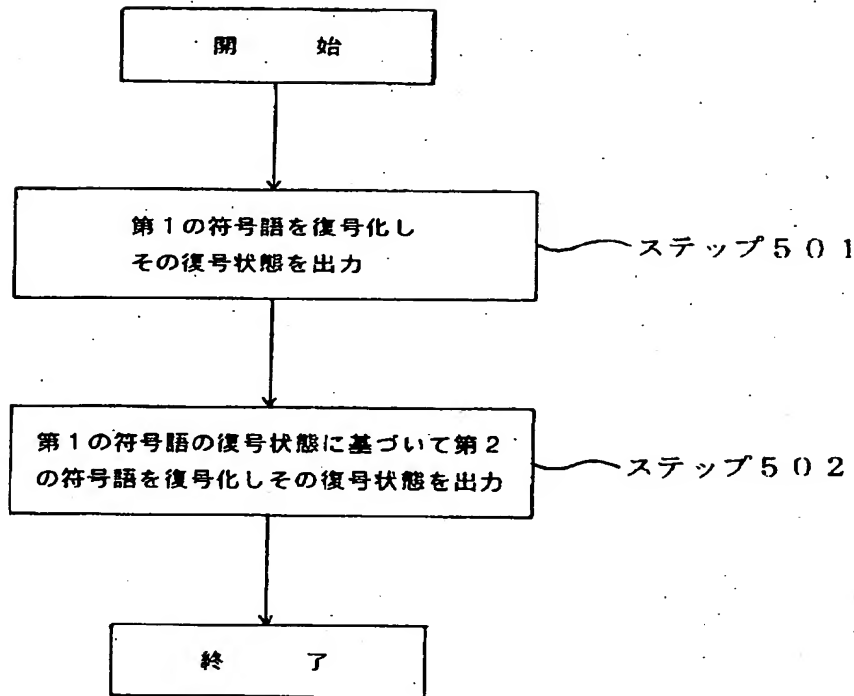 開　始
第１の符号語を復号化し
その復号状態を出力
ステップ５０１
第１の符号語の復号状態に基づいて第２
の符号語を復号化しその復号状態を出力
ステップ５０２
終　了